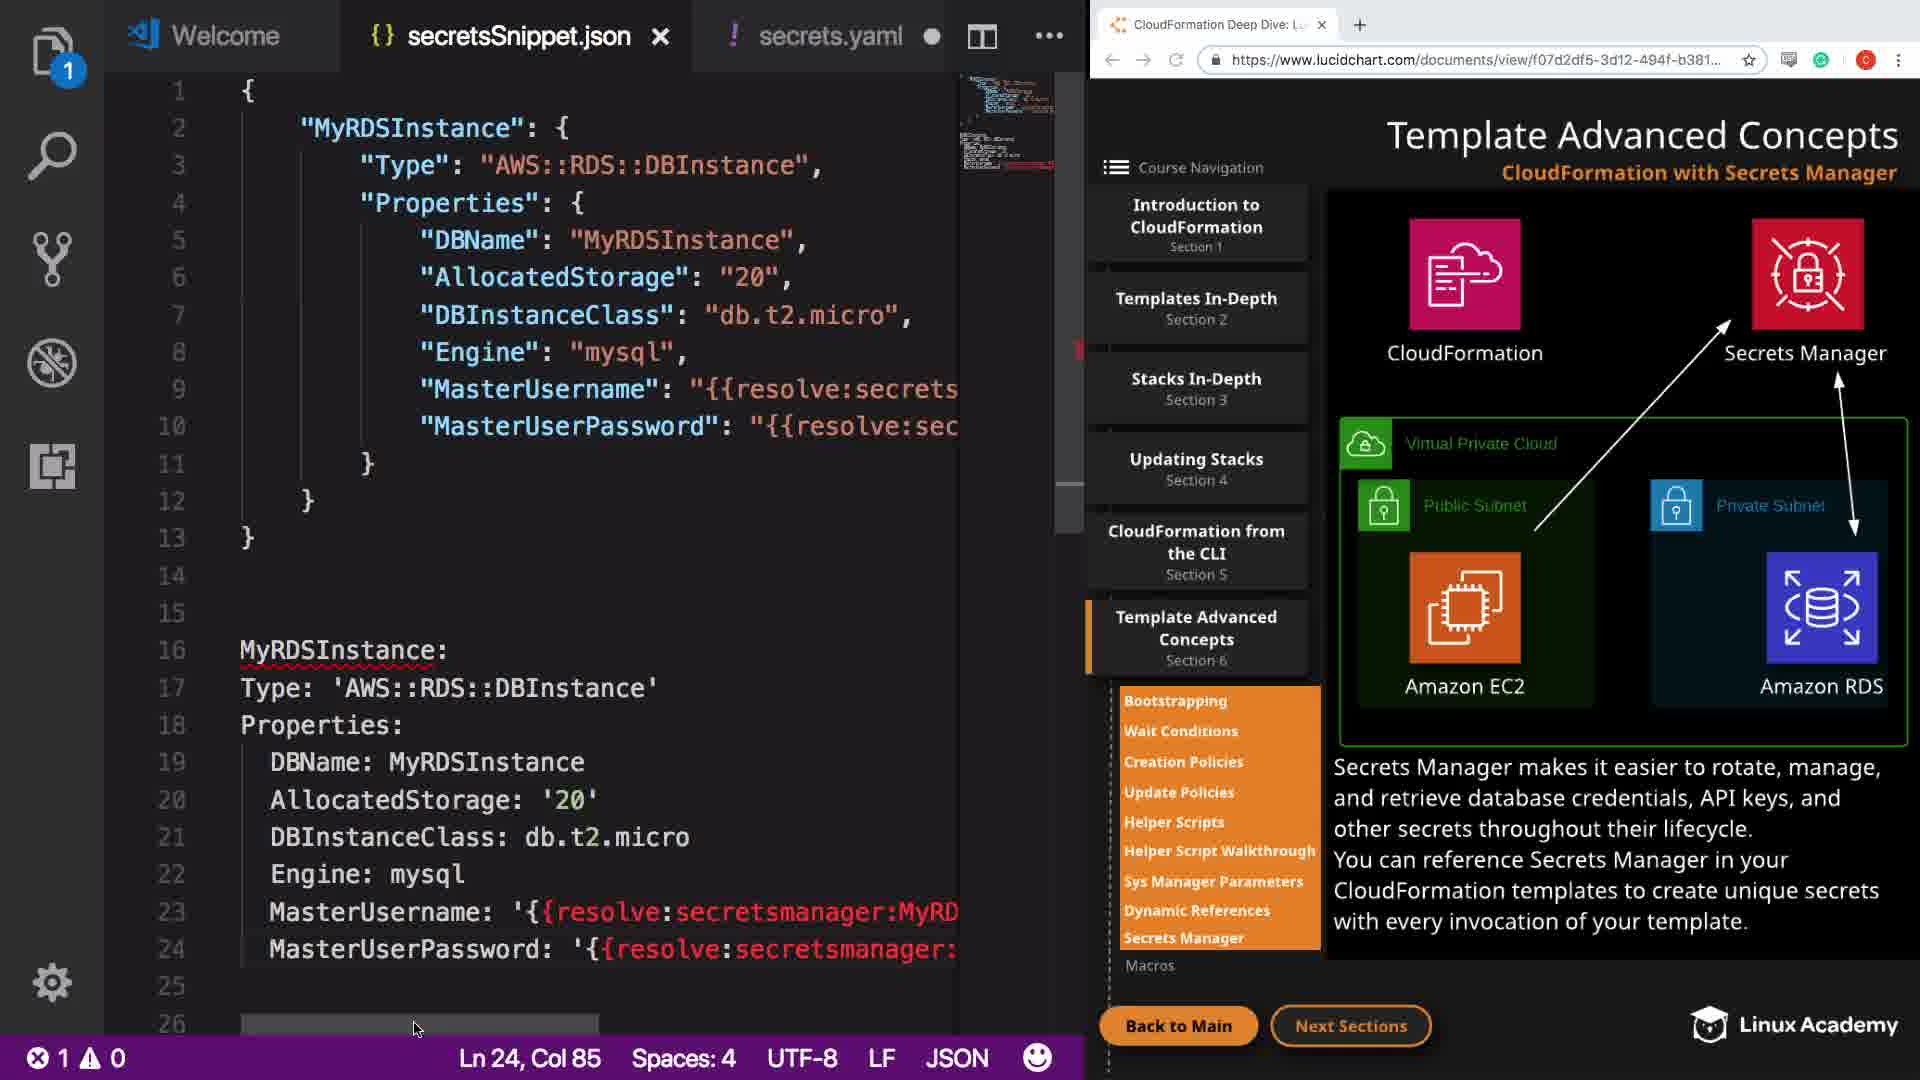 Welcome
{} secretsSnippet.json
! secrets.yaml
1
1 {
2 "MyRDSInstance": {
3 "Type": "AWS::RDS::DBInstance",
4 "Properties": {
5 "DBName": "MyRDSInstance",
6 "AllocatedStorage": "20",
7 "DBInstanceClass": "db.t2.micro",
8 "Engine": "mysql",
9 "MasterUsername": "{{resolve:secrets
10 "MasterUserPassword": "{{resolve:sec
11 }
12 }
13 }
14
15
16 MyRDSInstance:
17 Type: 'AWS::RDS::DBInstance'
18 Properties:
19 DBName: MyRDSInstance
20 AllocatedStorage: '20'
21 DBInstanceClass: db.t2.micro
22 Engine: mysql
23 MasterUsername: '{{resolve:secretsmanager:MyRD
24 MasterUserPassword: '{{resolve:secretsmanager:
25
26
1 0
Ln 24, Col 85 Spaces: 4 UTF-8 LF JSON
CloudFormation Deep Dive: Lu
https://www.lucidchart.com/documents/view/f07d2df5-3d12-494f-b381...
C
Template Advanced Concepts
CloudFormation with Secrets Manager
Course Navigation
Introduction to
CloudFormation
Section 1
Templates In-Depth
Section 2
Stacks In-Depth
Section 3
Updating Stacks
Section 4
CloudFormation from
the CLI
Section 5
Template Advanced
Concepts
Section 6
Bootstrapping
Wait Conditions
Creation Policies
Update Policies
Helper Scripts
Helper Script Walkthrough
Sys Manager Parameters
Dynamic References
Secrets Manager
Macros
Back to Main
Next Sections
CloudFormation
Secrets Manager
Virtual Private Cloud
Public Subnet
Private Subnet
Amazon EC2
Amazon RDS
Secrets Manager makes it easier to rotate, manage,
and retrieve database credentials, API keys, and
other secrets throughout their lifecycle.
You can reference Secrets Manager in your
CloudFormation templates to create unique secrets
with every invocation of your template.
Linux Academy